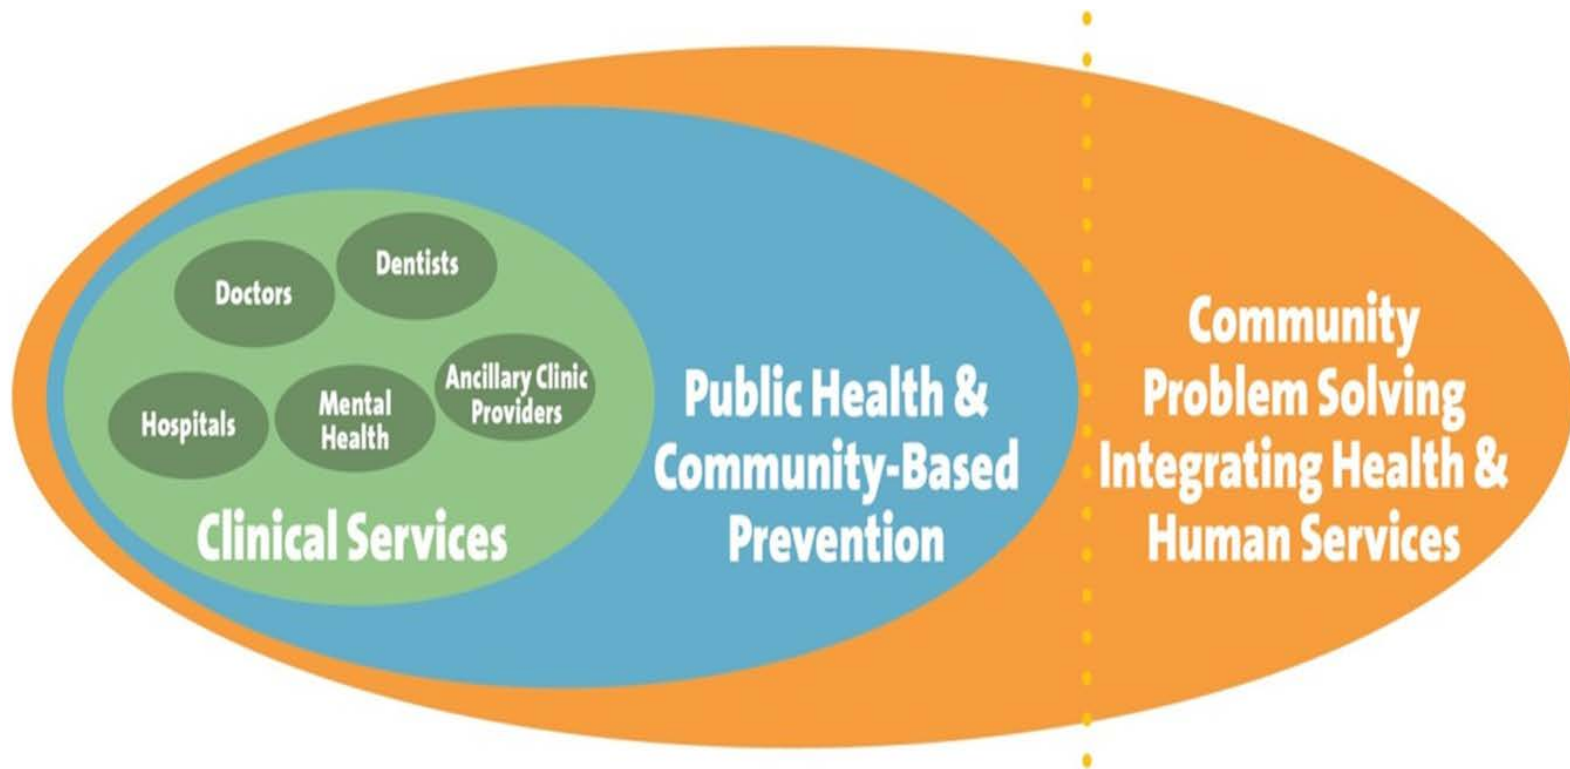 Doctors
Dentists
Hospitals
Mental
Health
Ancillary Clinic
Providers
Clinical Services
Public Health &
Community-Based
Prevention
Community
Problem Solving
Integrating Health &
Human Services